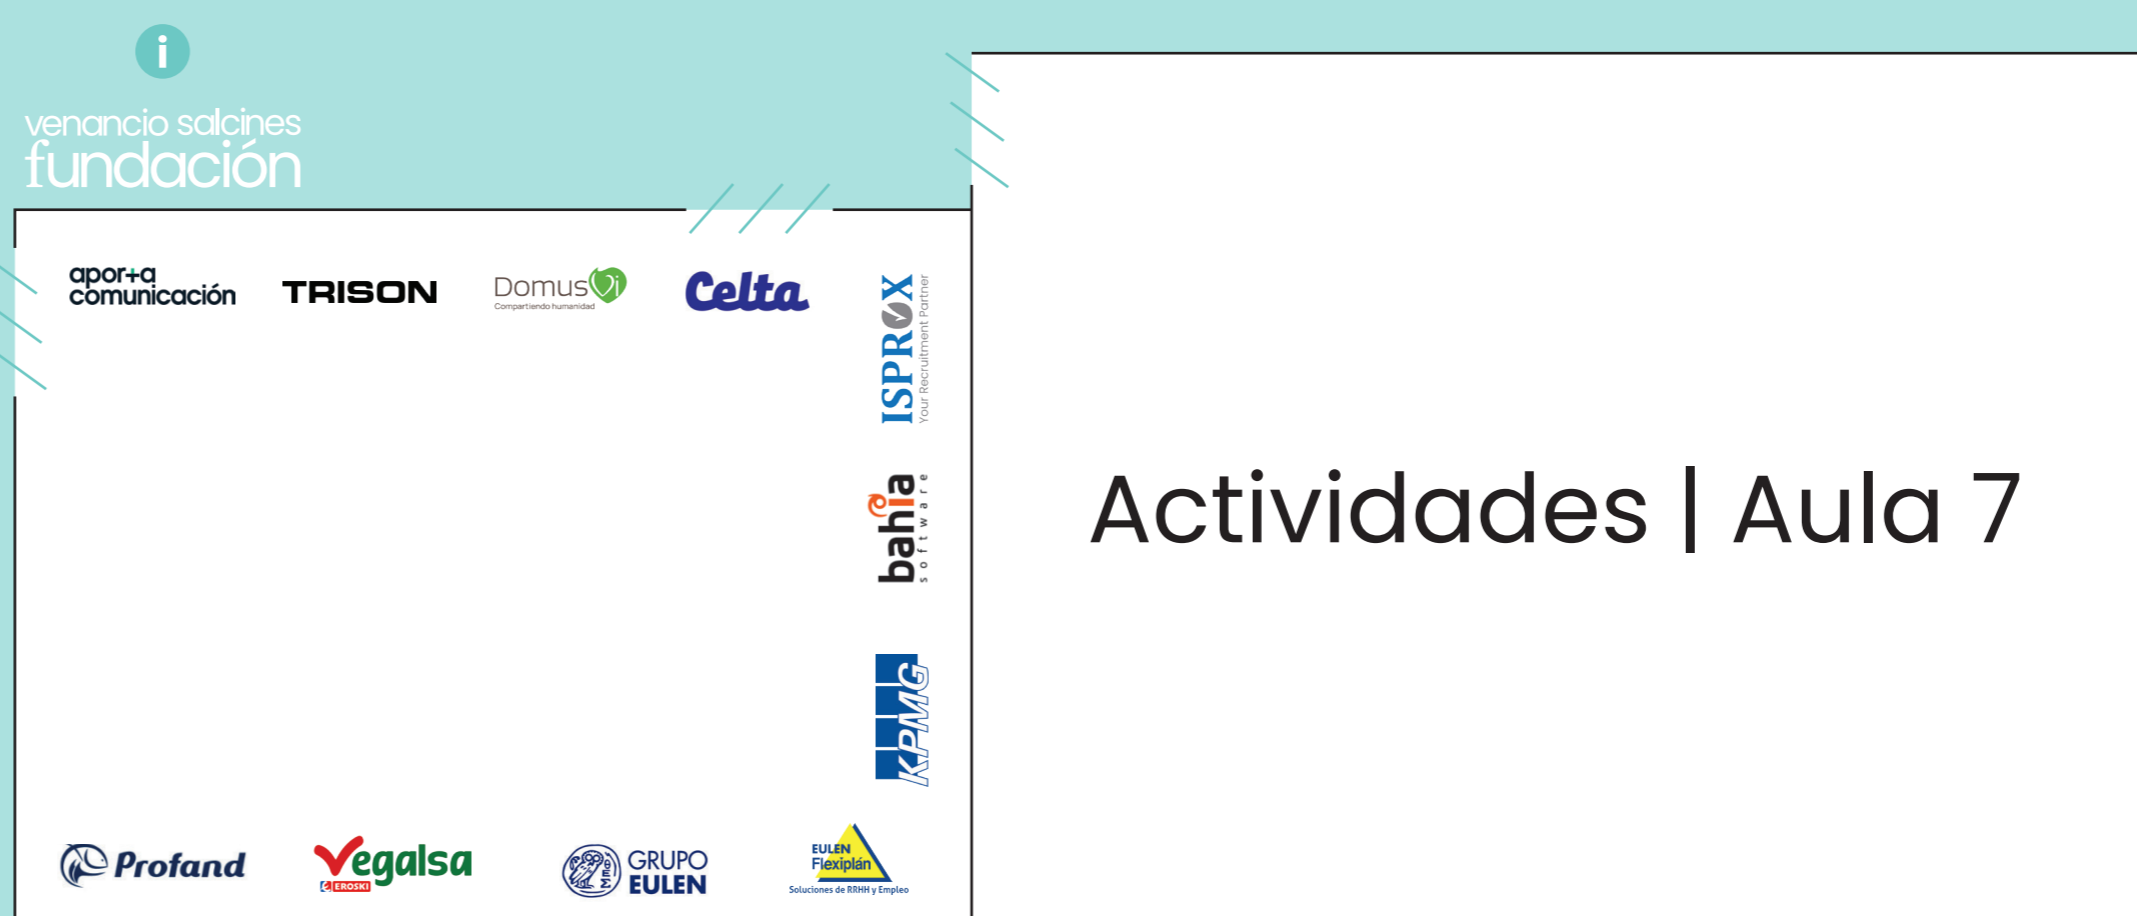 i
venancio salcines
fundación
apor+a
comunicación
TRISON
DomusVi
Compartiendo humanidad
Celta
ISPROX
Your Recruitment Partner
bahía
software
KPMG
Actividades | Aula 7
Profand
Vegalsa
EROSKI
GRUPO
EULEN
EULEN
Flexiplán
Soluciones de RRHH y Empleo